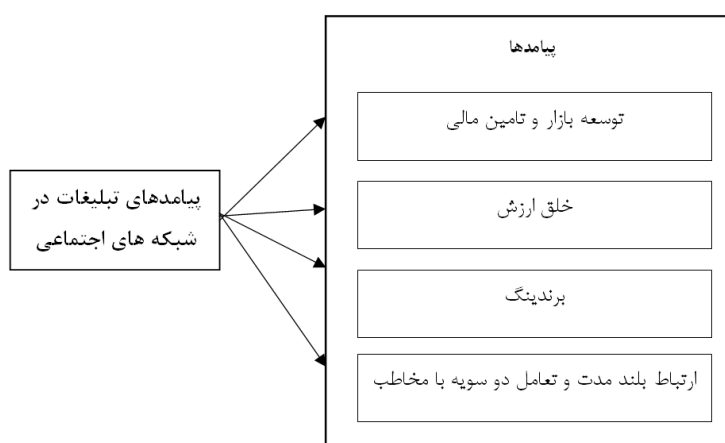 پیامدها
توسعه بازار و تامین مالی
خلق ارزش
برندینگ
ارتباط بلند مدت و تعامل دو سویه با مخاطب
پیامدهای تبلیغات در
شبکه های اجتماعی